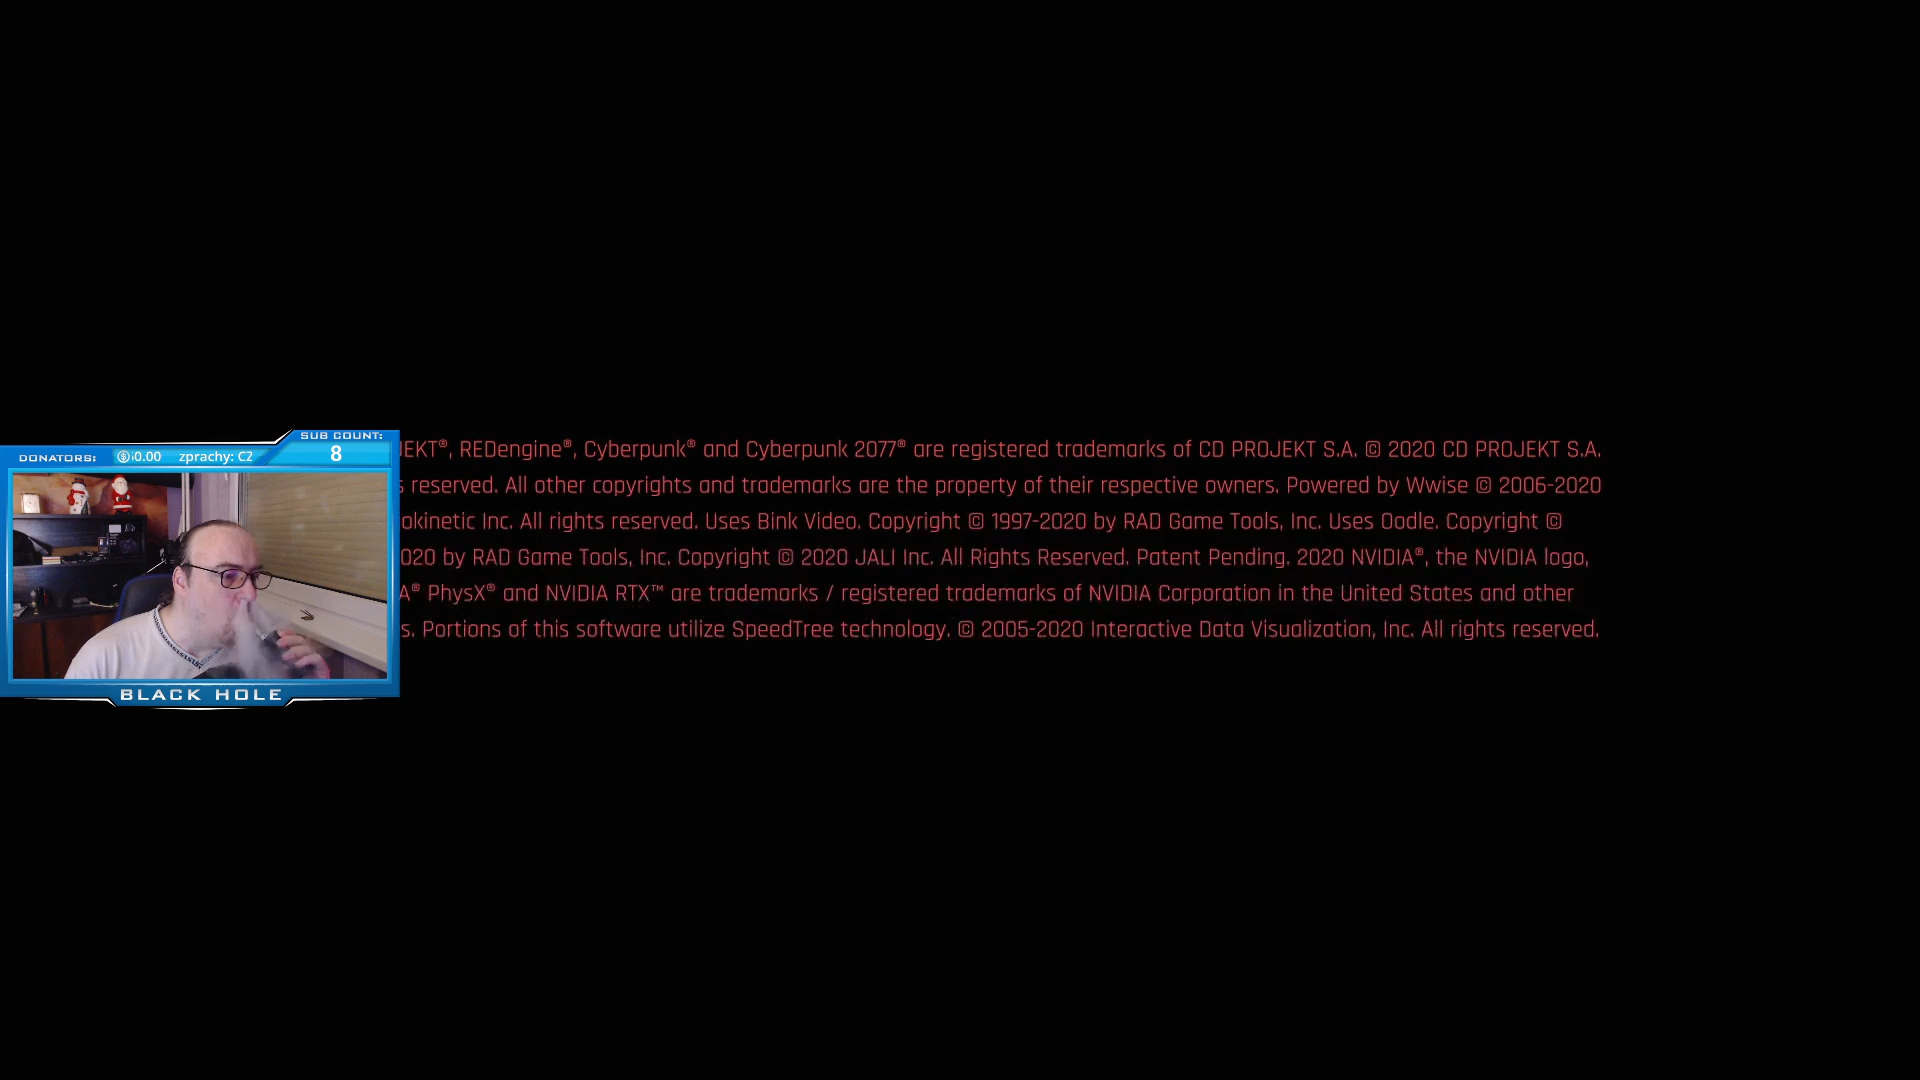 SUB COUNT:
8
DONATORS:
zprachy: CZ
BLACK HOLE
JEKT®, REDengine®, Cyberpunk® and Cyberpunk 2077® are registered trademarks of CD PROJEKT S.A. © 2020 CD PROJEKT S.A.
s reserved. All other copyrights and trademarks are the property of their respective owners. Powered by Wwise © 2006-2020
okinetic Inc. All rights reserved. Uses Bink Video. Copyright © 1997-2020 by RAD Game Tools, Inc. Uses Oodle. Copyright ©
020 by RAD Game Tools, Inc. Copyright © 2020 JALI Inc. All Rights Reserved. Patent Pending. 2020 NVIDIA®, the NVIDIA logo,
A® PhysX® and NVIDIA RTX™ are trademarks / registered trademarks of NVIDIA Corporation in the United States and other
s. Portions of this software utilize SpeedTree technology. © 2005-2020 Interactive Data Visualization, Inc. All rights reserved.